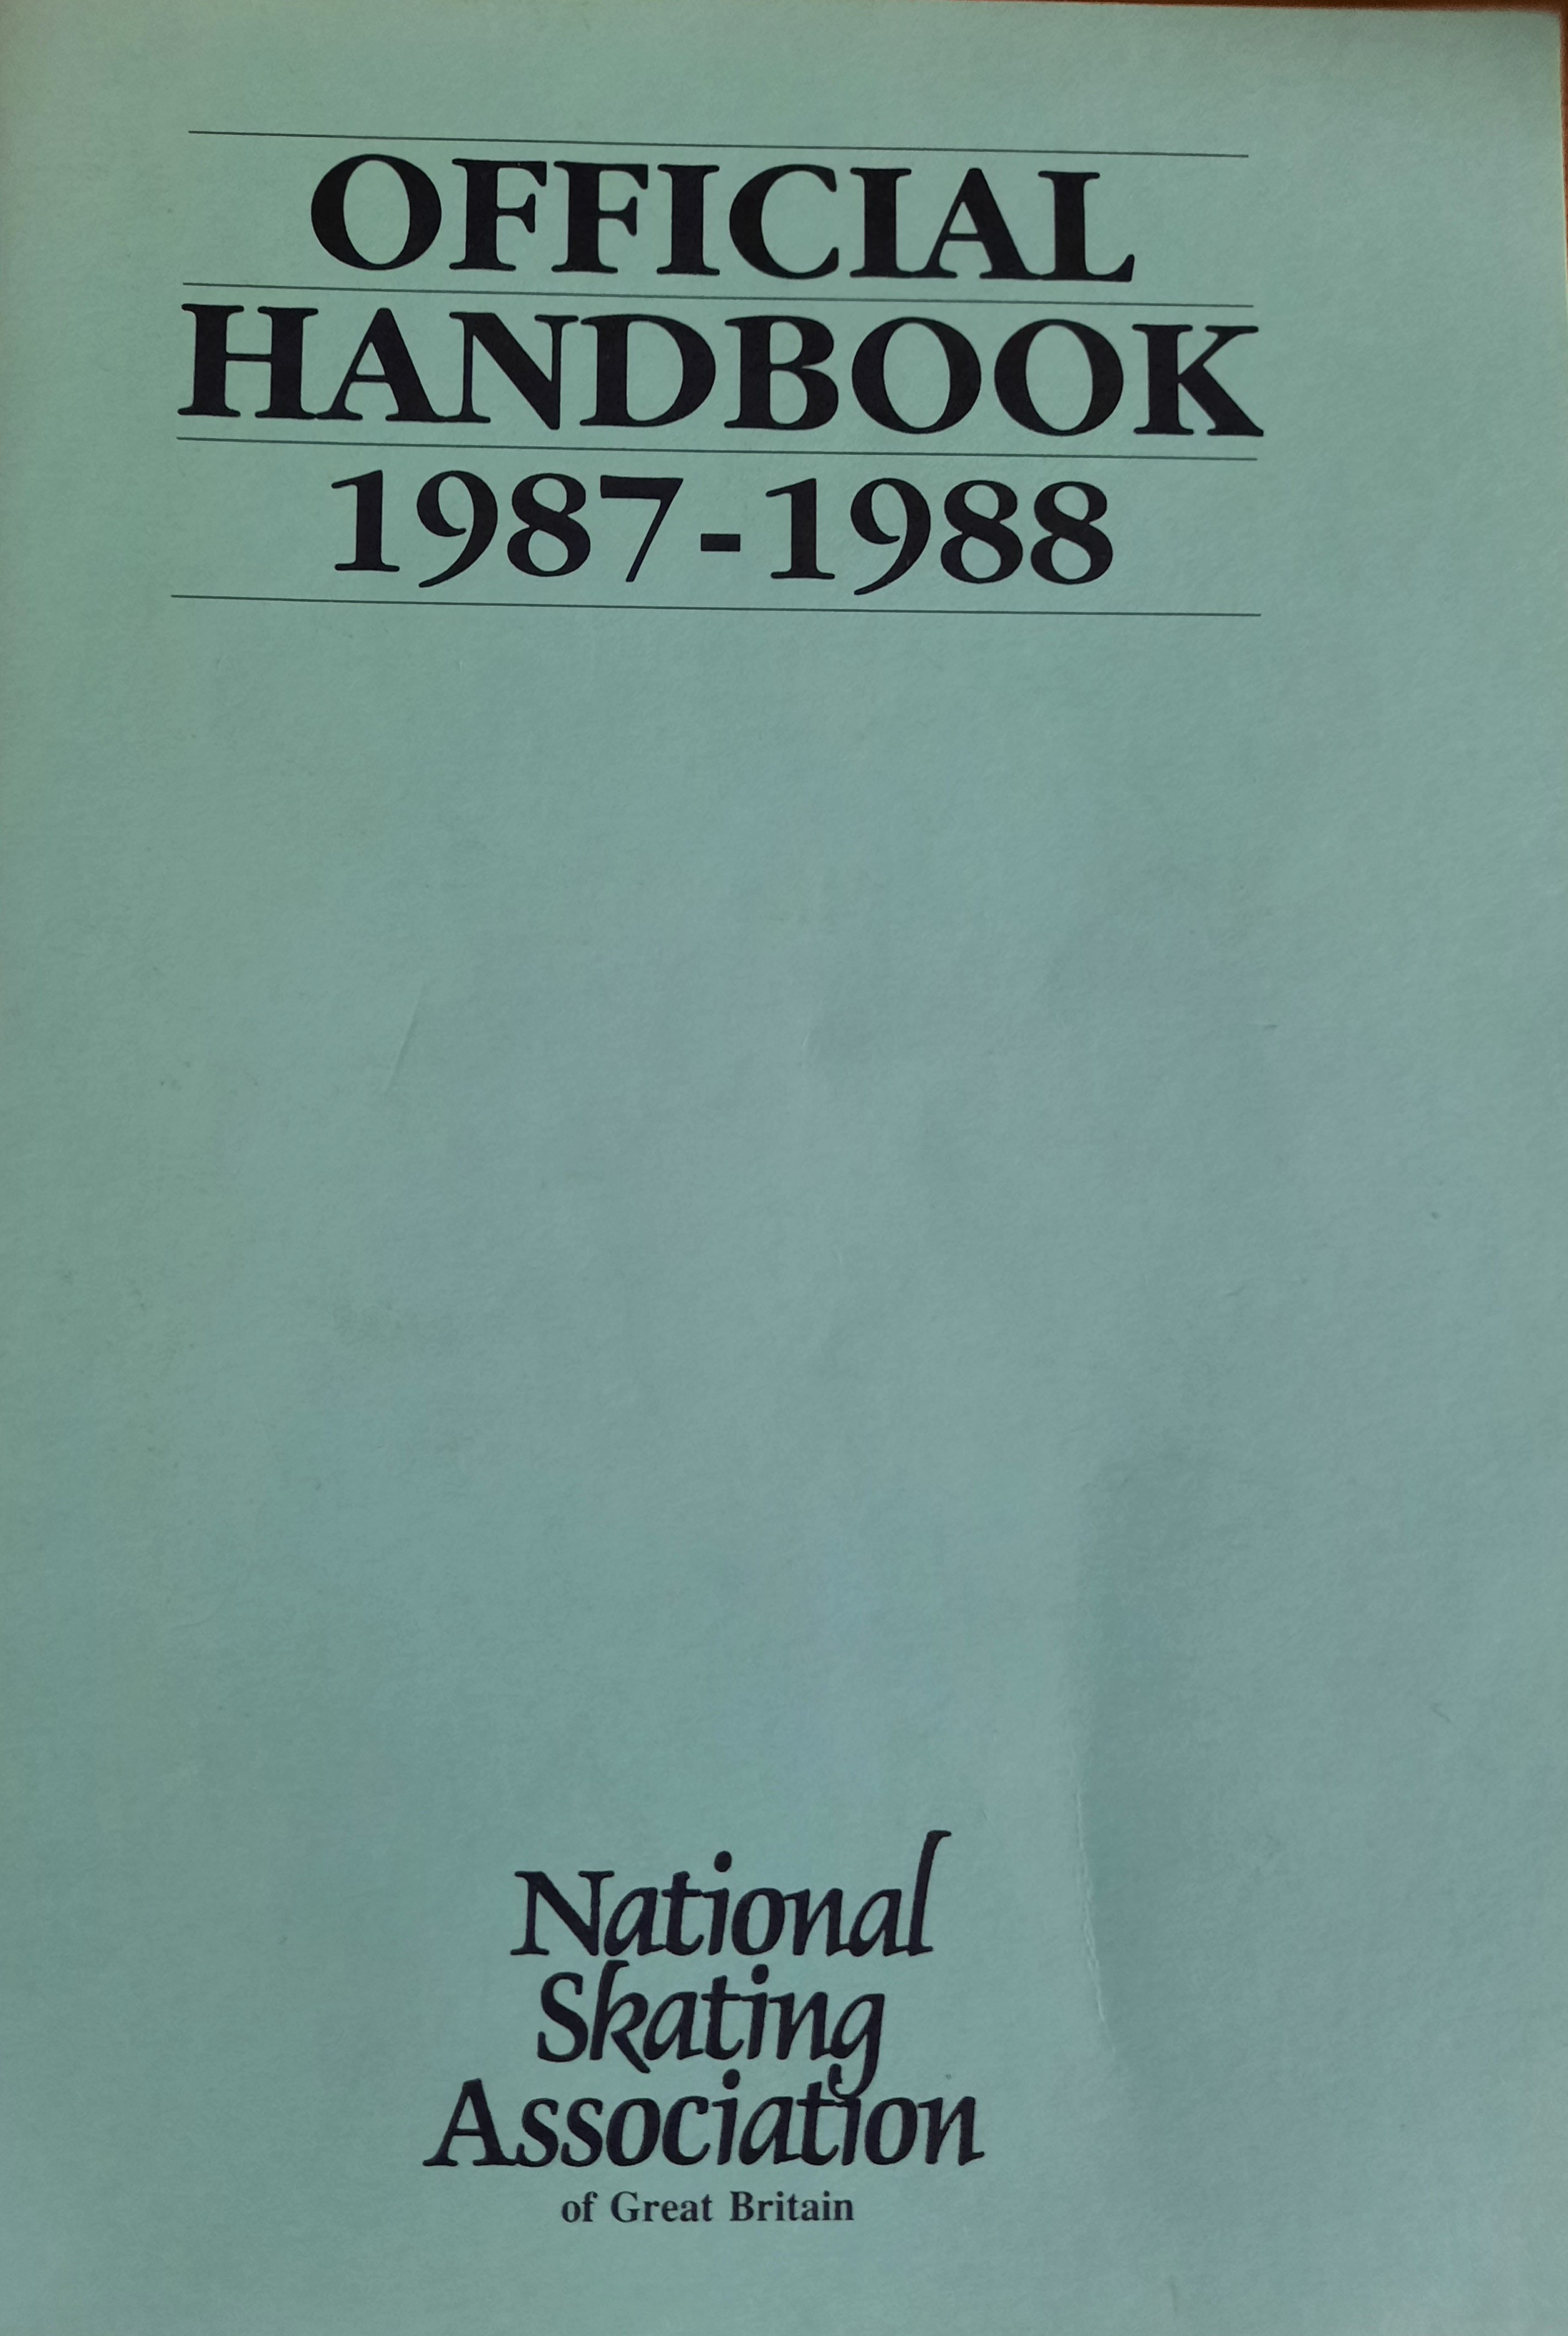 OFFICIAL
HANDBOOK
1987-1988
National
Skating
Association
of Great Britain